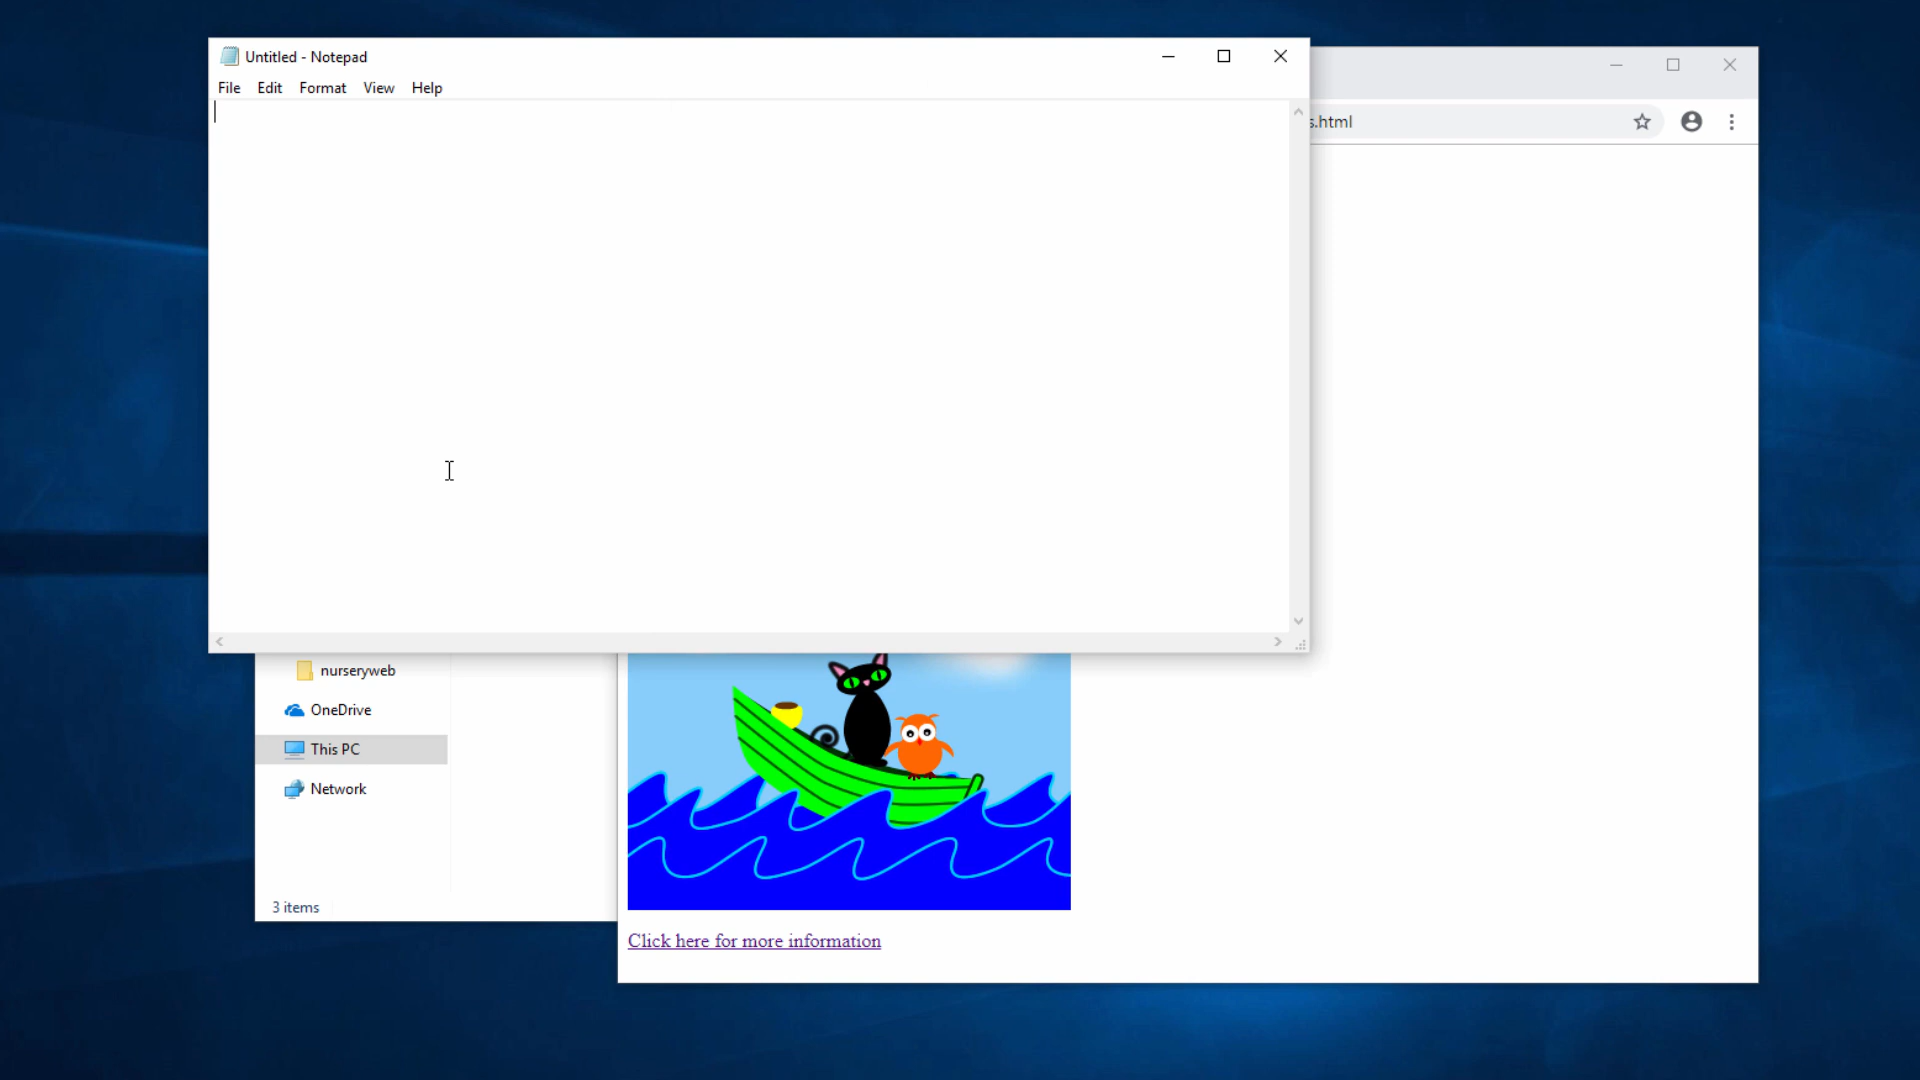 Untitled - Notepad
File Edit Format View Help
s.html
nurseryweb
OneDrive
This PC
Network
3 items
Click here for more information